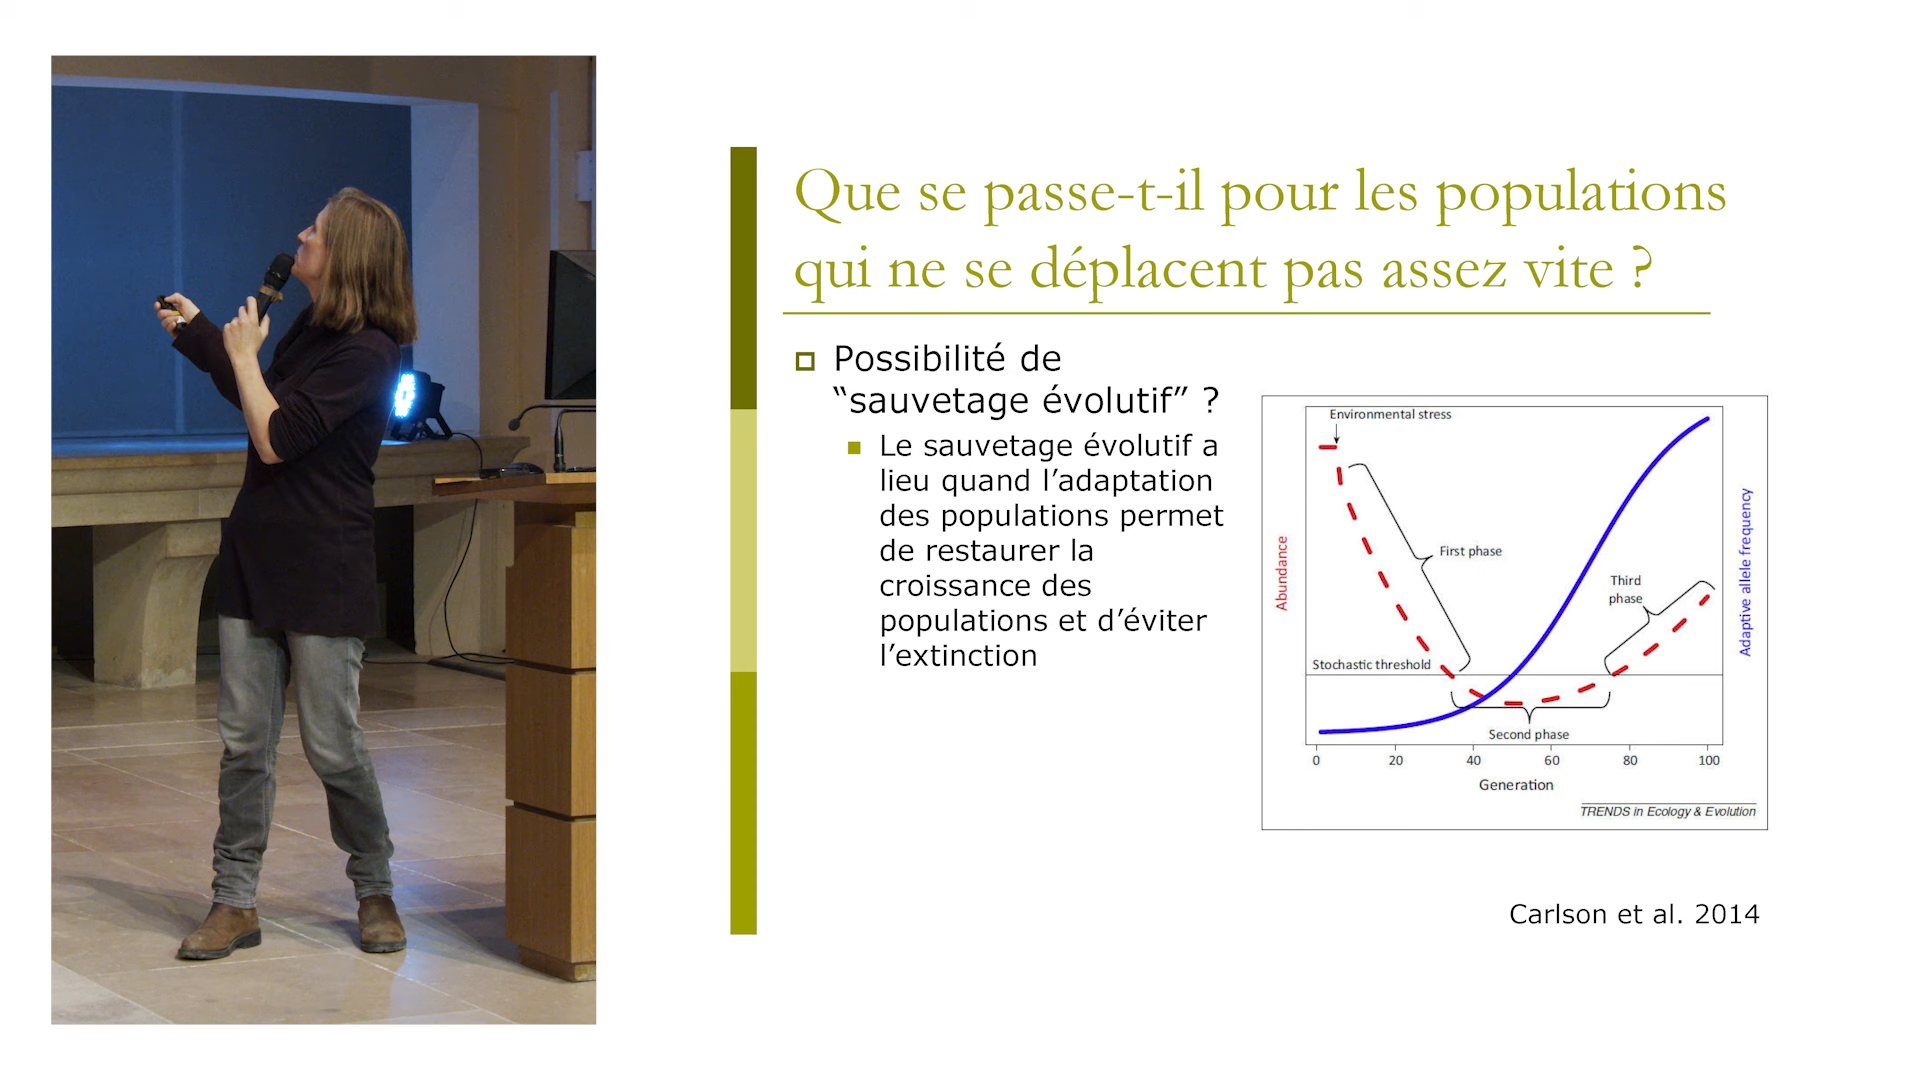 Que se passe-t-il pour les populations
qui ne se déplacent pas assez vite ?
Possibilité de
“sauvetage évolutif” ?
Le sauvetage évolutif a
lieu quand l’adaptation
des populations permet
de restaurer la
croissance des
populations et d’éviter
l’extinction
Environmental stress
First phase
Third
phase
Abundance
Adaptive allele frequency
Stochastic threshold
Second phase
0 20 40 60 80 100
Generation
TRENDS in Ecology & Evolution
Carlson et al. 2014